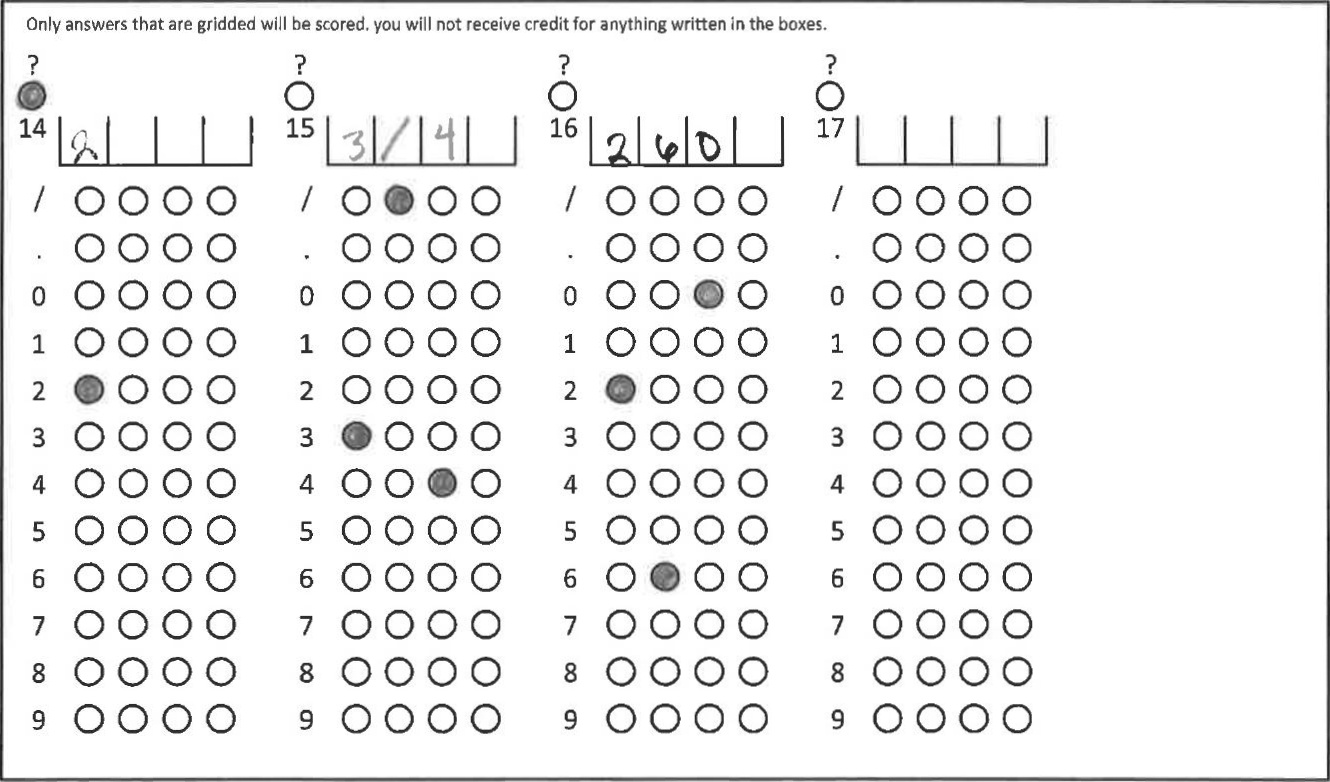 Only answers that are gridded will be scored. you will not receive credit for anything written in the boxes.
? ? ? ?
14 2 15 3/4 16 260 17
/ / / /
. . . .
0 0 0 0
1 1 1 1
2 2 2 2
3 3 3 3
4 4 4 4
5 5 5 5
6 6 6 6
7 7 7 7
8 8 8 8
9 9 9 9